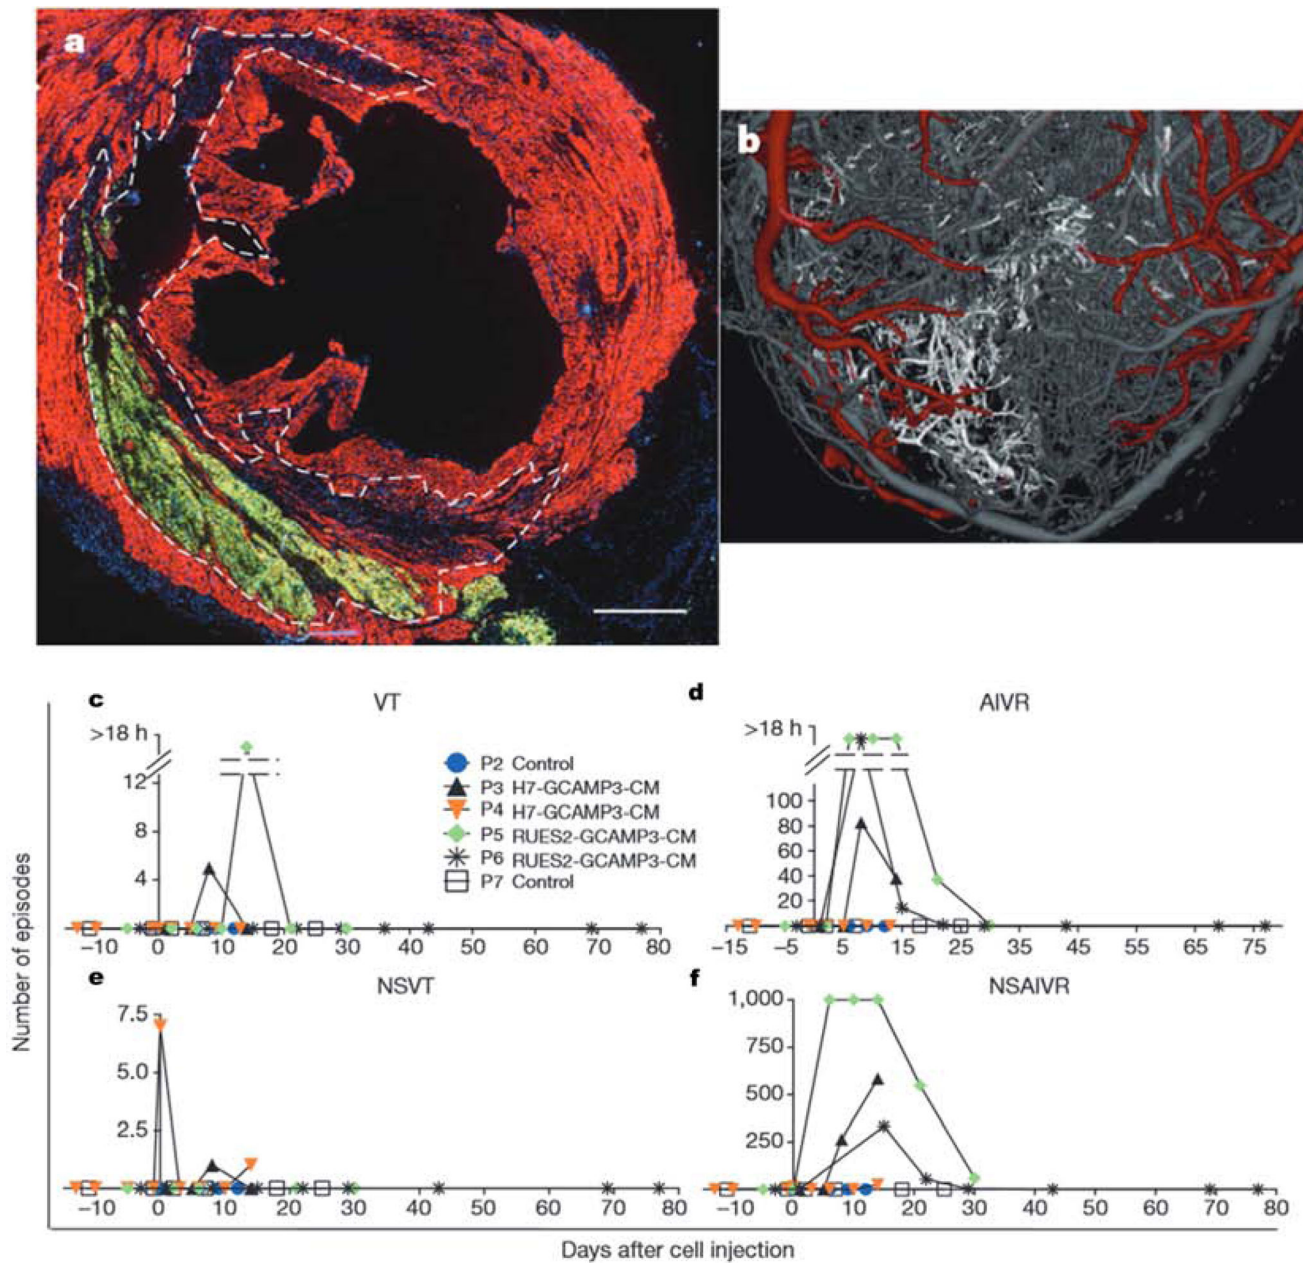 a
b
c
VT
>18 h
12
8
4
−10 0 10 20 30 40 50 60 70 80
P2 Control
P3 H7-GCAMP3-CM
P4 H7-GCAMP3-CM
P5 RUES2-GCAMP3-CM
P6 RUES2-GCAMP3-CM
P7 Control
d
AIVR
>18 h
100
80
60
40
20
−15 −5 5 15 25 35 45 55 65 75
Number of episodes
e
NSVT
7.5
5.0
2.5
−10 0 10 20 30 40 50 60 70 80
f
NSAIVR
1,000
750
500
250
−10 0 10 20 30 40 50 60 70 80
Days after cell injection